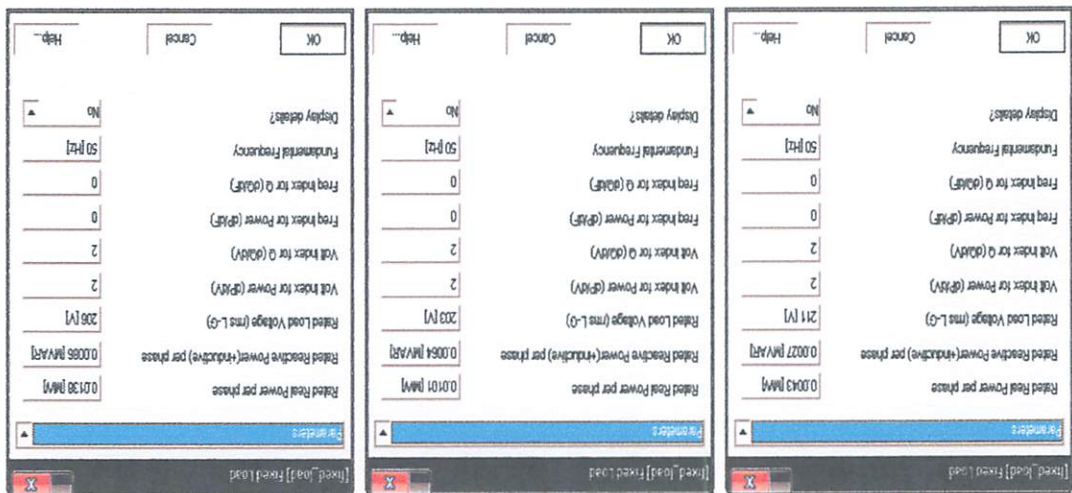 [fixed_load] Fixed Load
Parameters
Rated Real Power per phase 0.0043 [MW]
Rated Reactive Power(+inductive) per phase 0.0027 [MVAR]
Rated Load Voltage (rms L-G) 211 [V]
Volt Index for Power (dP/dV) 2
Volt Index for Q (dQ/dV) 2
Freq Index for Power (dP/dF) 0
Freq Index for Q (dQ/dF) 0
Fundamental Frequency 50 [Hz]
Display details? No
OK Cancel Help...
[fixed_load] Fixed Load
Parameters
Rated Real Power per phase 0.0101 [MW]
Rated Reactive Power(+inductive) per phase 0.0064 [MVAR]
Rated Load Voltage (rms L-G) 203 [V]
Volt Index for Power (dP/dV) 2
Volt Index for Q (dQ/dV) 2
Freq Index for Power (dP/dF) 0
Freq Index for Q (dQ/dF) 0
Fundamental Frequency 50 [Hz]
Display details? No
OK Cancel Help...
[fixed_load] Fixed Load
Parameters
Rated Real Power per phase 0.0138 [MW]
Rated Reactive Power(+inductive) per phase 0.0086 [MVAR]
Rated Load Voltage (rms L-G) 206 [V]
Volt Index for Power (dP/dV) 2
Volt Index for Q (dQ/dV) 2
Freq Index for Power (dP/dF) 0
Freq Index for Q (dQ/dF) 0
Fundamental Frequency 50 [Hz]
Display details? No
OK Cancel Help...